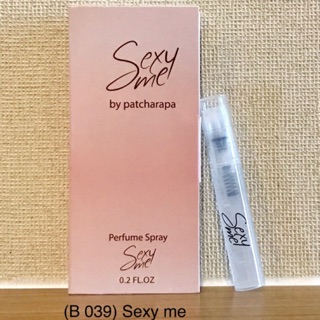 Sexy
me!
by patcharapa
Perfume Spray
Sexy
me!
0.2 FL.OZ
Sexy
me!
(B 039) Sexy me